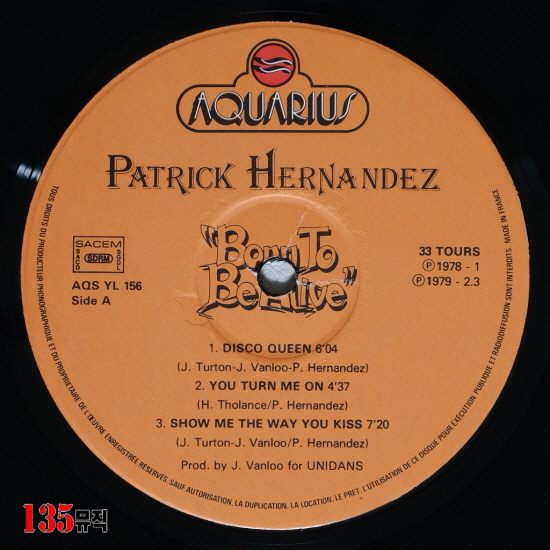 AQUARIUS
PATRICK HERNANDEZ
"Born To
Be Alive"
SACEM
SACD
SDRM
SGDL
AQS YL 156
Side A
33 TOURS
Ⓟ1978 - 1
Ⓟ1979 - 2.3
1. DISCO QUEEN 6'04
(J. Turton-J. Vanloo-P. Hernandez)
2. YOU TURN ME ON 4'37
(H. Tholance/P. Hernandez)
3. SHOW ME THE WAY YOU KISS 7'20
(J. Turton-J. Vanloo/P. Hernandez)
Prod. by J. Vanloo for UNIDANS
TOUS DROITS DU PRODUCTEUR PHONOGRAPHIQUE ET DU PROPRIETAIRE DE L'ŒUVRE ENREGISTREE RESERVES. SAUF AUTORISATION, LA DUPLICATION, LA LOCATION, LE PRET, L'UTILISATION DE CE DISQUE POUR EXECUTION PUBLIQUE ET RADIODIFFUSION SONT INTERDITS. MADE IN FRANCE
135뮤직